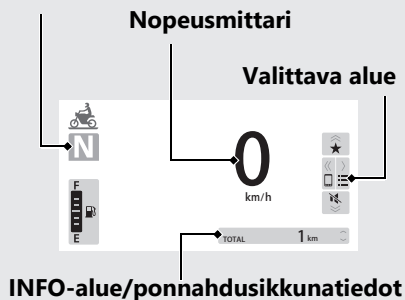 Nopeusmittari
Valittava alue
N
0
km/h
F
E
TOTAL 1 km
INFO-alue/ponnahdusikkunatiedot